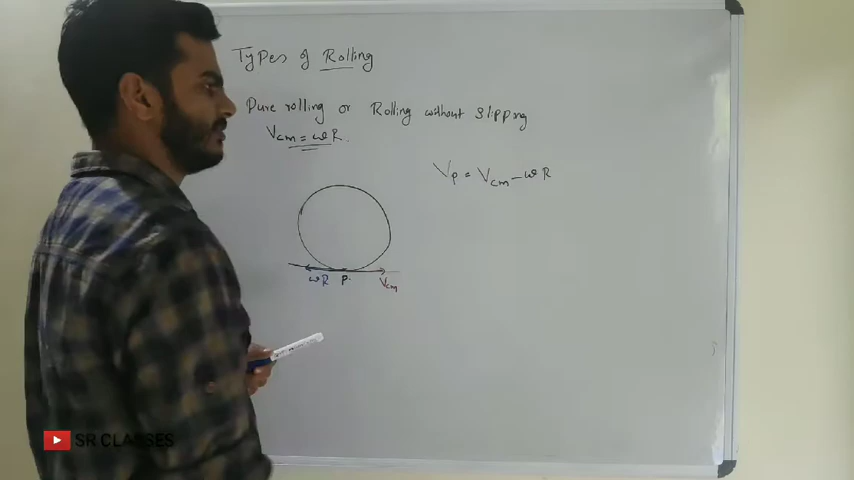 Types of Rolling
Pure rolling or Rolling without Slipping
Vcm = ωR.
Vp = Vcm - ωR
ωR P. Vcm
SR CLASSES